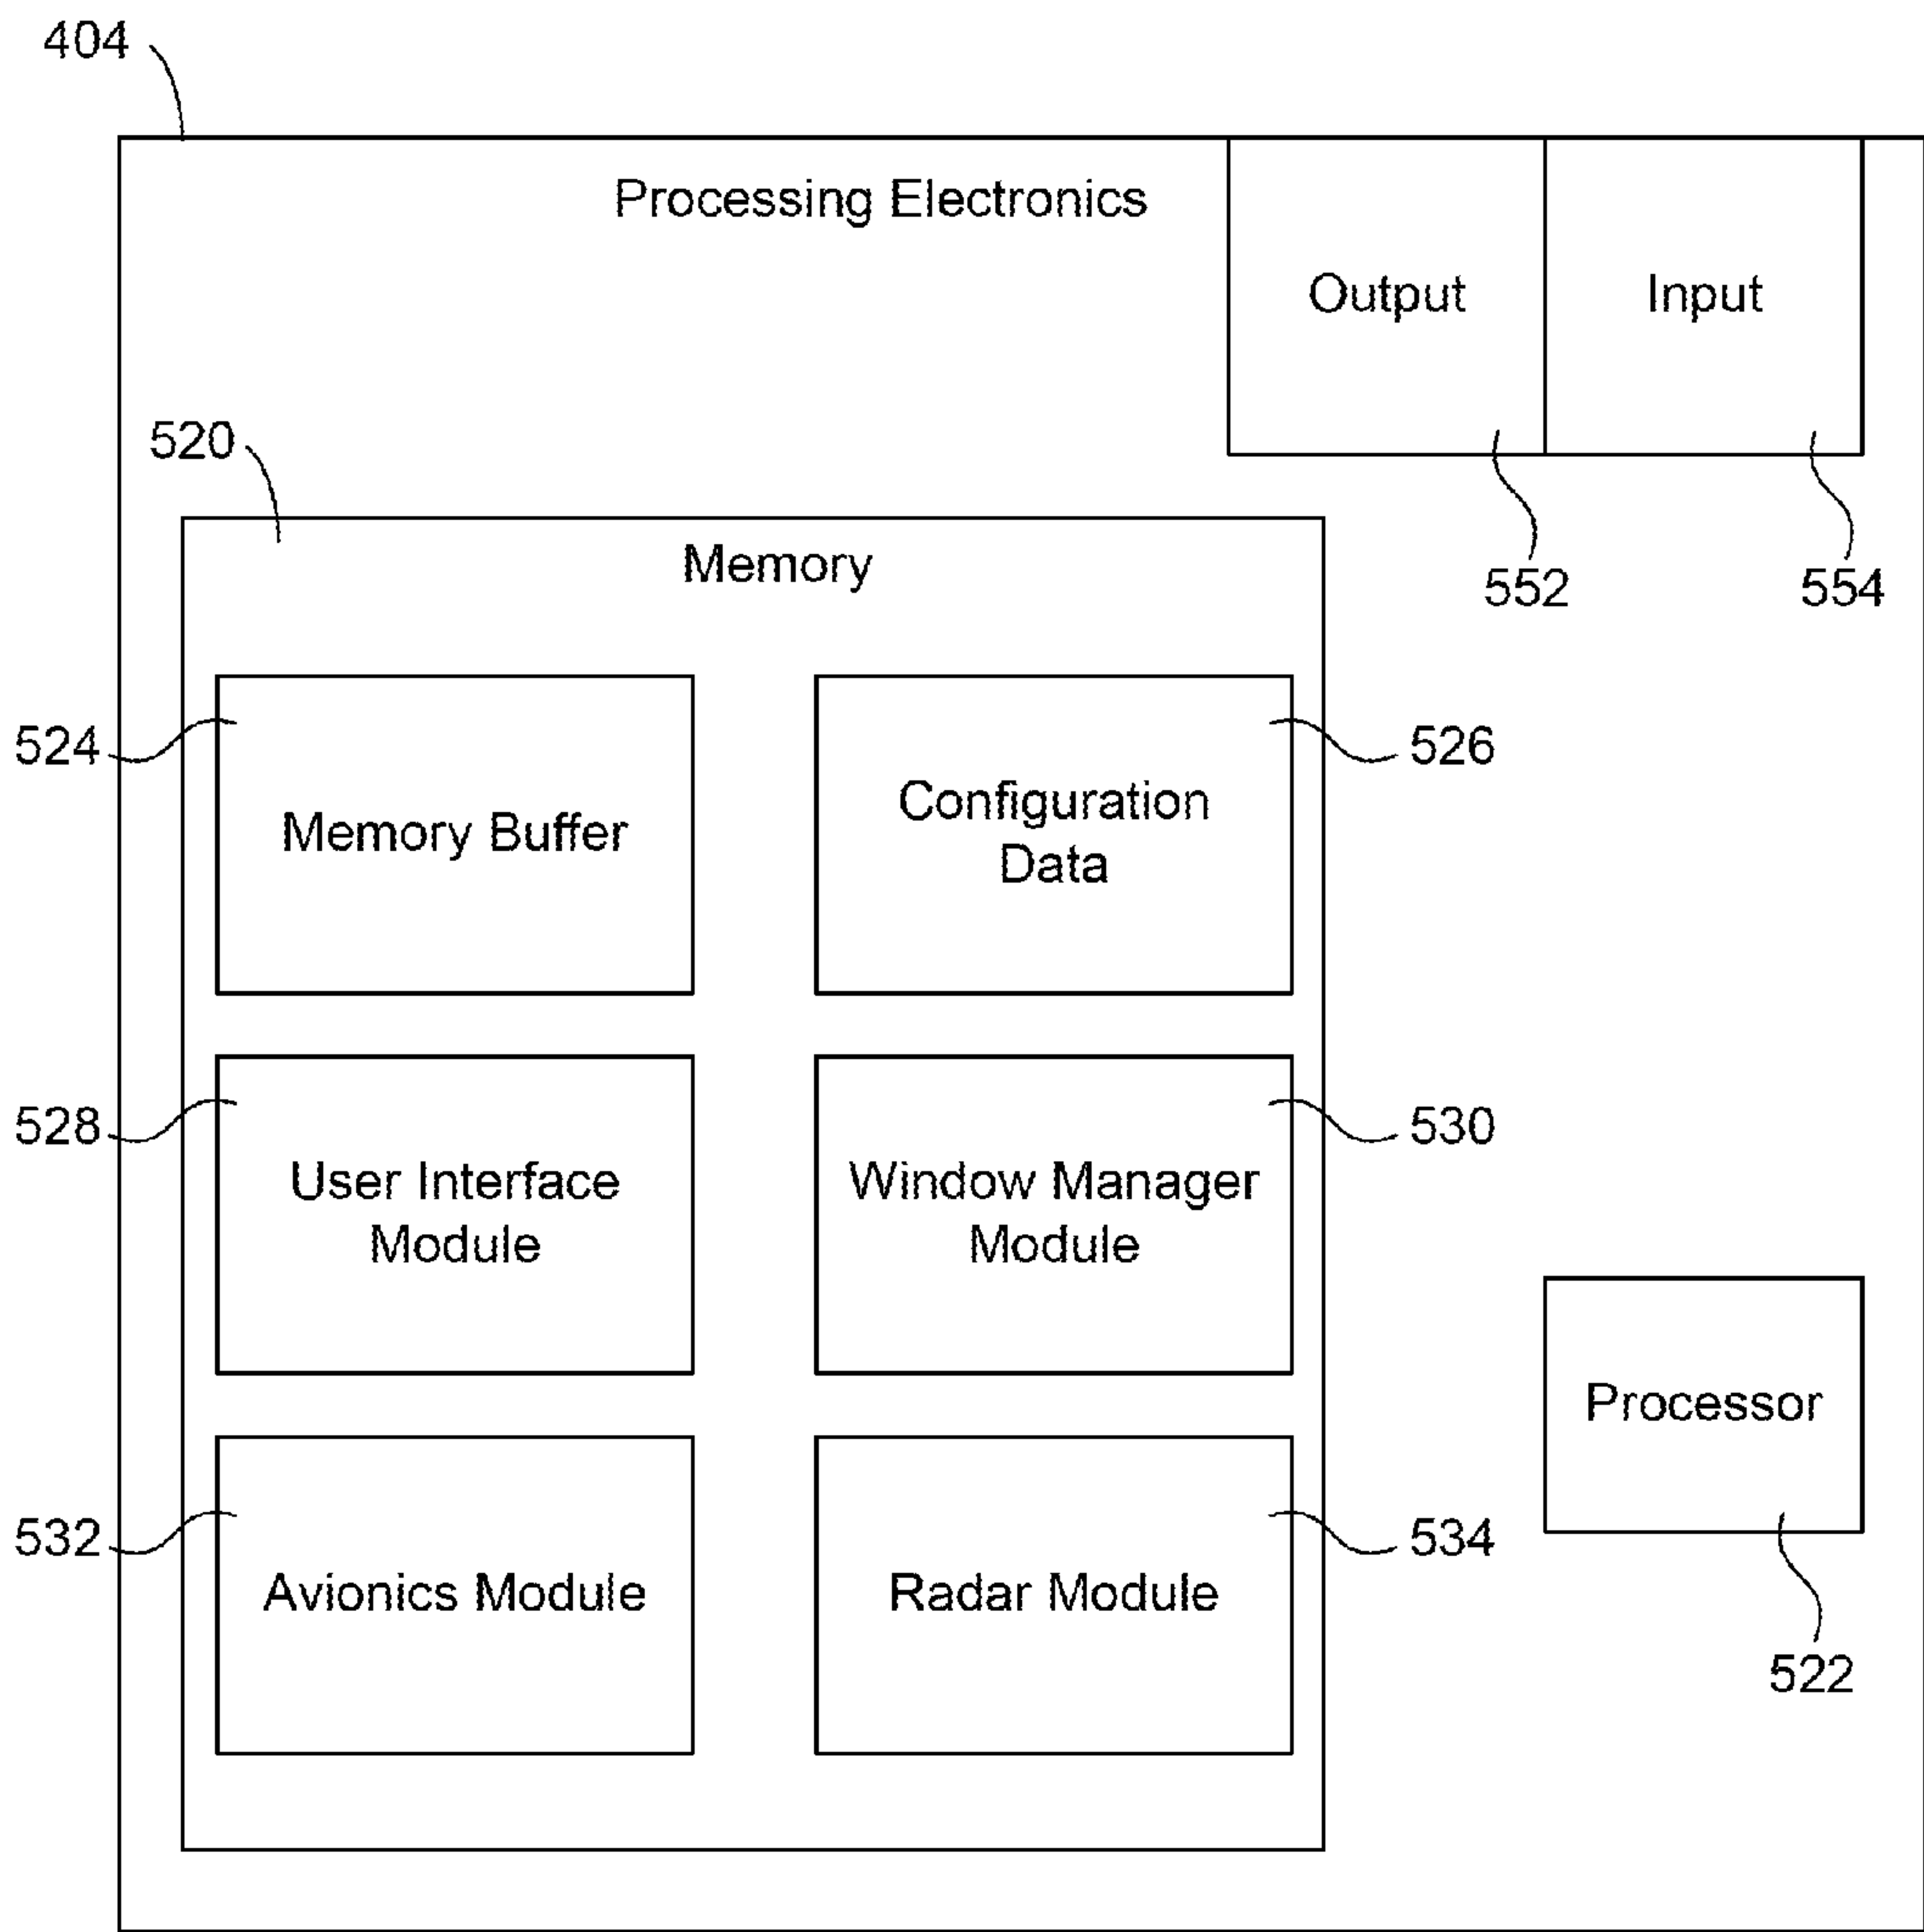 404
Processing Electronics
Output
Input
520
552
554
Memory
524
Memory Buffer
Configuration
Data
526
528
User Interface
Module
Window Manager
Module
530
Processor
522
532
Avionics Module
Radar Module
534